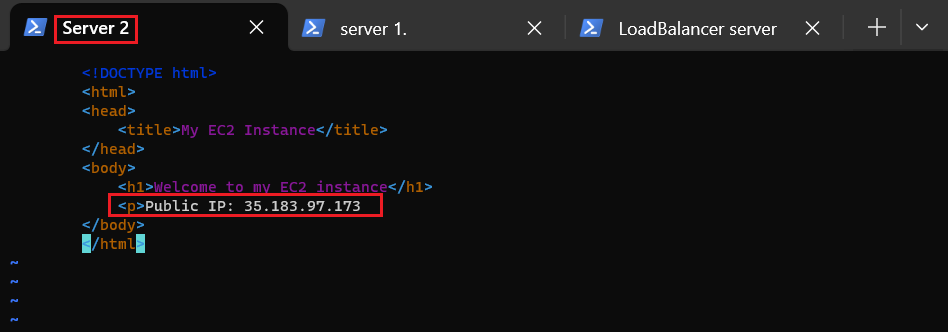 Server 2
server 1.
LoadBalancer server
<!DOCTYPE html>
<html>
<head>
<title>My EC2 Instance</title>
</head>
<body>
<h1>Welcome to my EC2 instance</h1>
<p>Public IP: 35.183.97.173
</body>
</html>
~
~
~
~